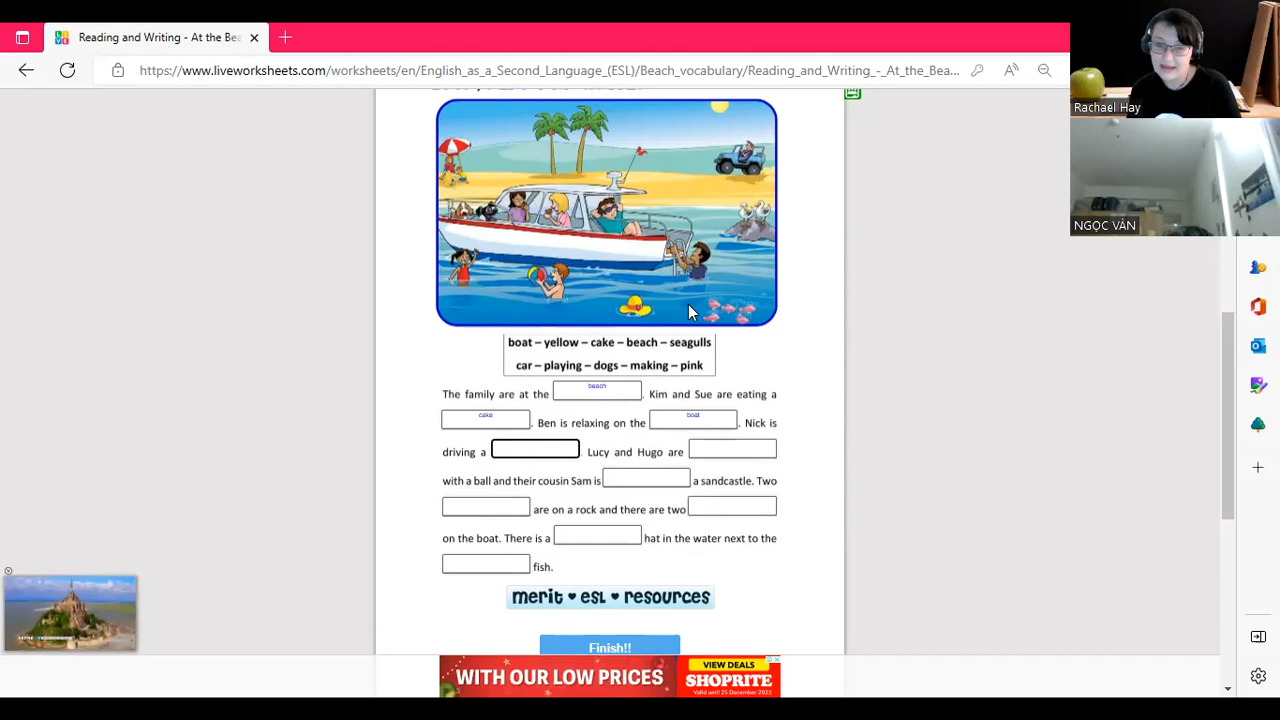 Reading and Writing - At the Bea
https://www.liveworksheets.com/worksheets/en/English_as_a_Second_Language_(ESL)/Beach_vocabulary/Reading_and_Writing_-_At_the_Bea...
Rachael Hay
NGỌC VÂN
boat – yellow – cake – beach – seagulls
car – playing – dogs – making – pink
The family are at the beach. Kim and Sue are eating a
cake. Ben is relaxing on the boat. Nick is
driving a . Lucy and Hugo are
with a ball and their cousin Sam is a sandcastle. Two
are on a rock and there are two
on the boat. There is a hat in the water next to the
fish.
merit ♥ esl ♥ resources
Finish!!
WITH OUR LOW PRICES
VIEW DEALS
SHOPRITE
Valid until 25 December 2022